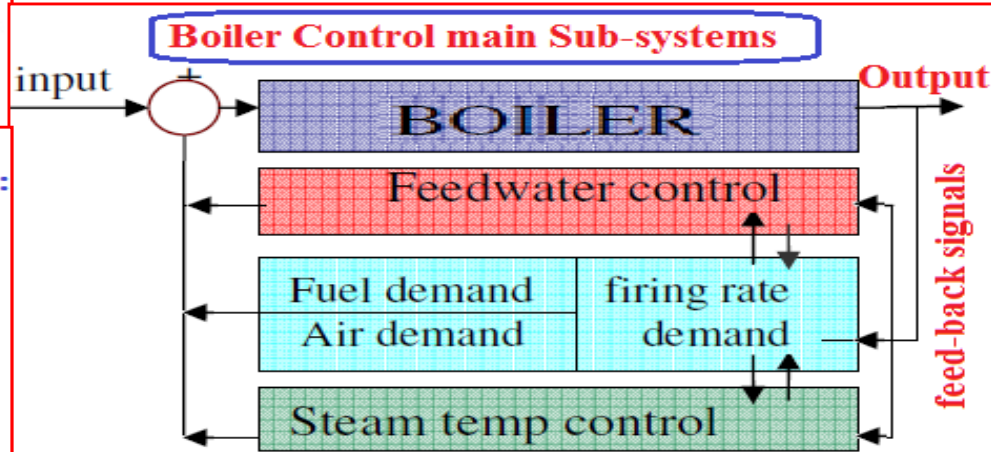 Boiler Control main Sub-systems
input
+
Output
BOILER
Feedwater control
Fuel demand
Air demand
firing rate
demand
Steam temp control
feed-back signals
: